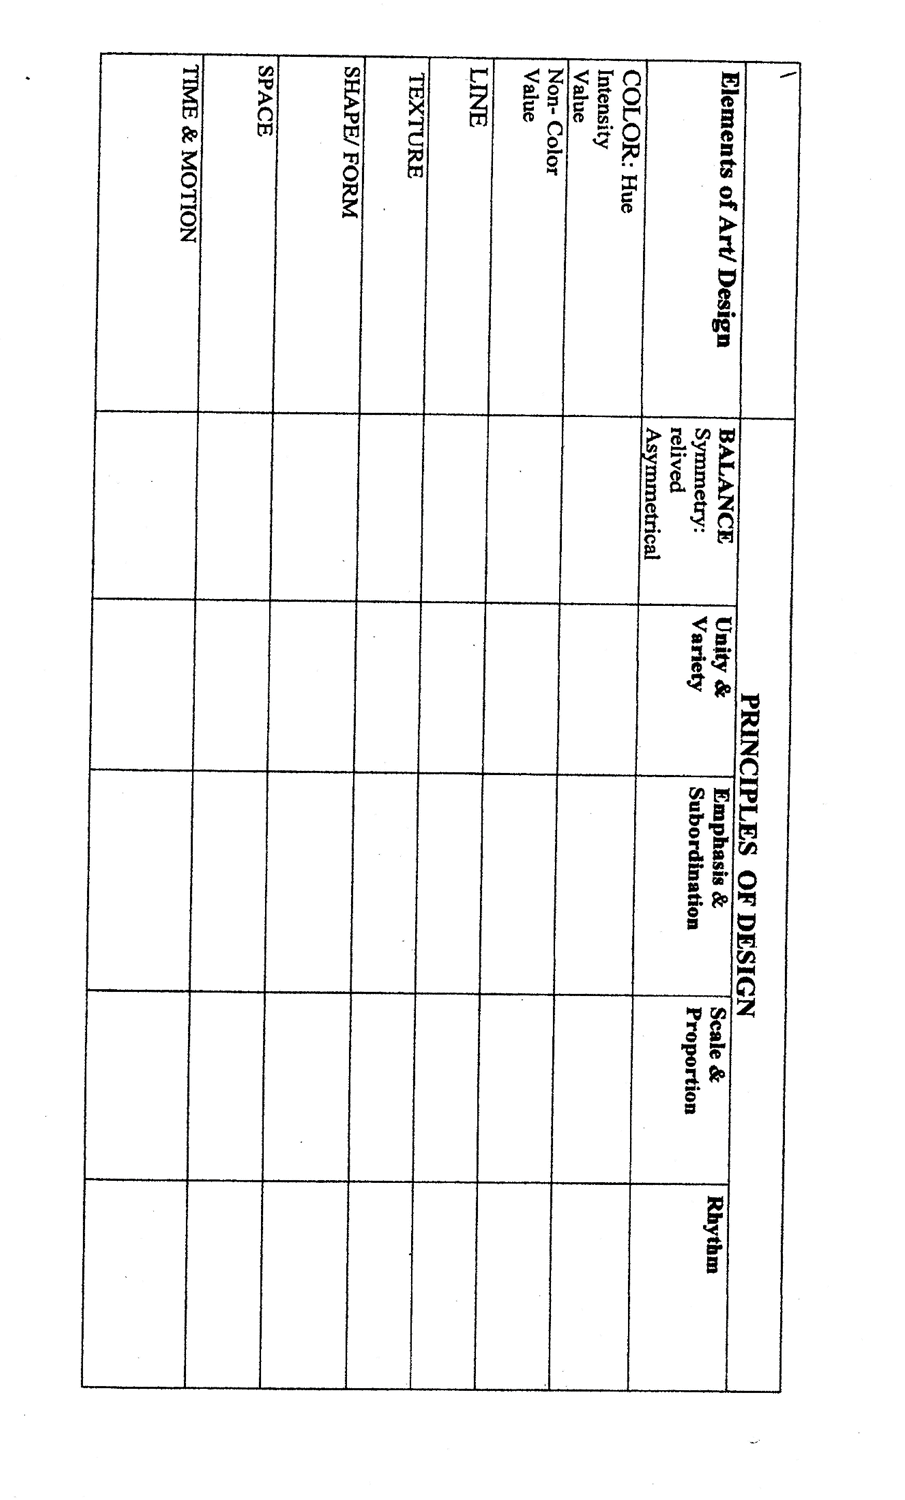 PRINCIPLES OF DESIGN
Elements of Art/ Design
BALANCE
Symmetry:
relived
Asymmetrical
Unity &
Variety
Emphasis &
Subordination
Scale &
Proportion
Rhythm
COLOR: Hue
Intensity
Value
Non- Color
Value
LINE
TEXTURE
SHAPE/ FORM
SPACE
TIME & MOTION